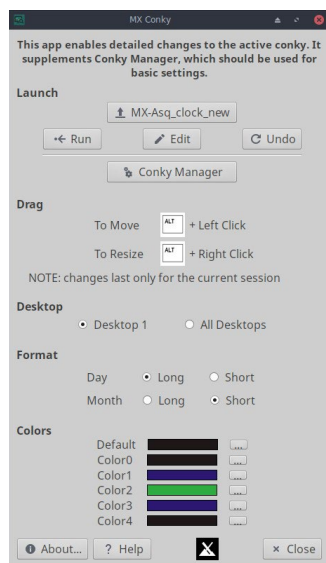 MX Conky
This app enables detailed changes to the active conky. It
supplements Conky Manager, which should be used for
basic settings.
Launch
MX-Asq_clock_new
Run Edit Undo
Conky Manager
Drag
To Move ALT + Left Click
To Resize ALT + Right Click
NOTE: changes last only for the current session
Desktop
Desktop 1 All Desktops
Format
Day Long Short
Month Long Short
Colors
Default ...
Color0 ...
Color1 ...
Color2 ...
Color3 ...
Color4 ...
About... ? Help Close